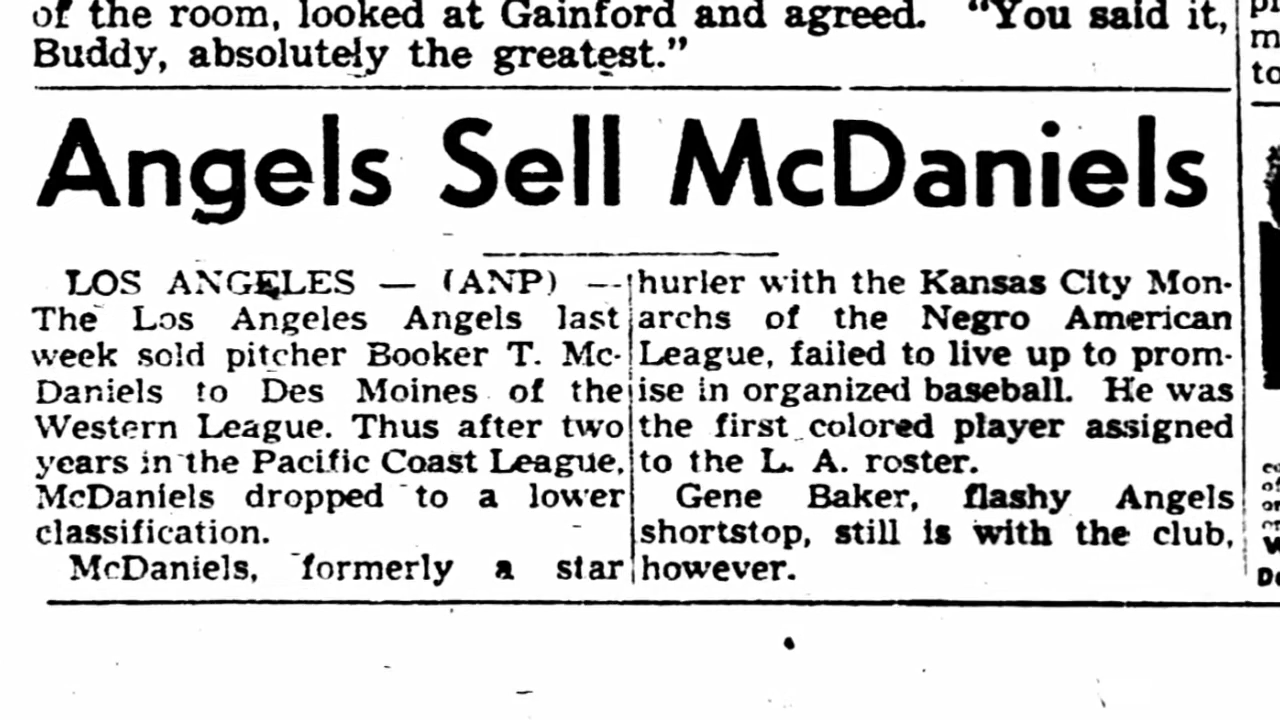 of the room, looked at Gainford and agreed. "You said it,
Buddy, absolutely the greatest."
Angels Sell McDaniels
LOS ANGELES — (ANP) —
The Los Angeles Angels last
week sold pitcher Booker T. Mc-
Daniels to Des Moines of the
Western League. Thus after two
years in the Pacific Coast League,
McDaniels dropped to a lower
classification.
McDaniels, formerly a star
hurler with the Kansas City Mon-
archs of the Negro American
League, failed to live up to prom-
ise in organized baseball. He was
the first colored player assigned
to the L. A. roster.
Gene Baker, flashy Angels
shortstop, still is with the club,
however.